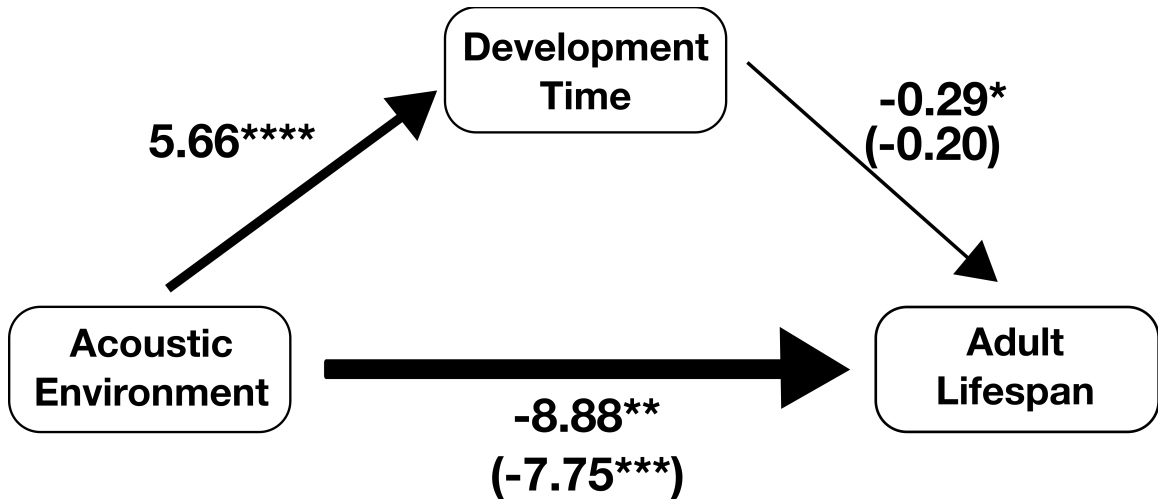 Development
Time
5.66****
-0.29*
(-0.20)
Acoustic
Environment
Adult
Lifespan
-8.88**
(-7.75***)